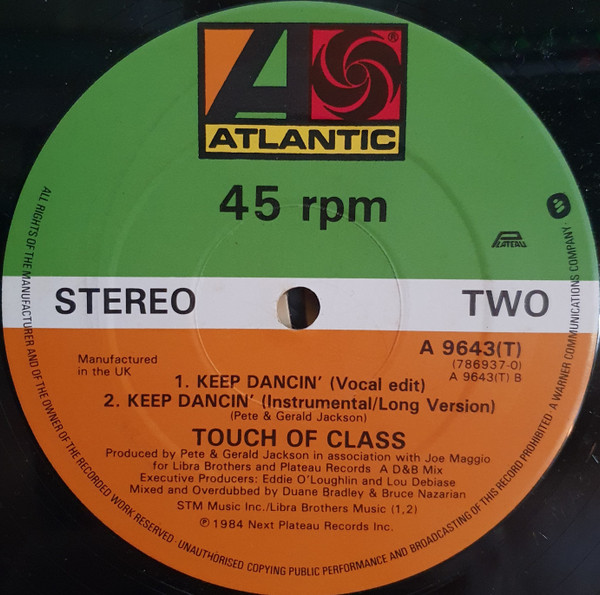 ATLANTIC
®
45 rpm
PLATEAU
STEREO
TWO
A 9643(T)
(786937-0)
A 9643(T) B
Manufactured
in the UK
1. KEEP DANCIN' (Vocal edit)
2. KEEP DANCIN' (Instrumental/Long Version)
(Pete & Gerald Jackson)
TOUCH OF CLASS
Produced by Pete & Gerald Jackson in association with Joe Maggio
for Libra Brothers and Plateau Records A D&B Mix
Executive Producers: Eddie O'Loughlin and Lou Debiase
Mixed and Overdubbed by Duane Bradley & Bruce Nazarian
STM Music Inc./Libra Brothers Music (1,2)
℗ 1984 Next Plateau Records Inc.
ALL RIGHTS OF THE MANUFACTURER AND OF THE OWNER OF THE RECORDED WORK RESERVED · UNAUTHORISED COPYING PUBLIC PERFORMANCE AND BROADCASTING OF THIS RECORD PROHIBITED · A WARNER COMMUNICATIONS COMPANY ·